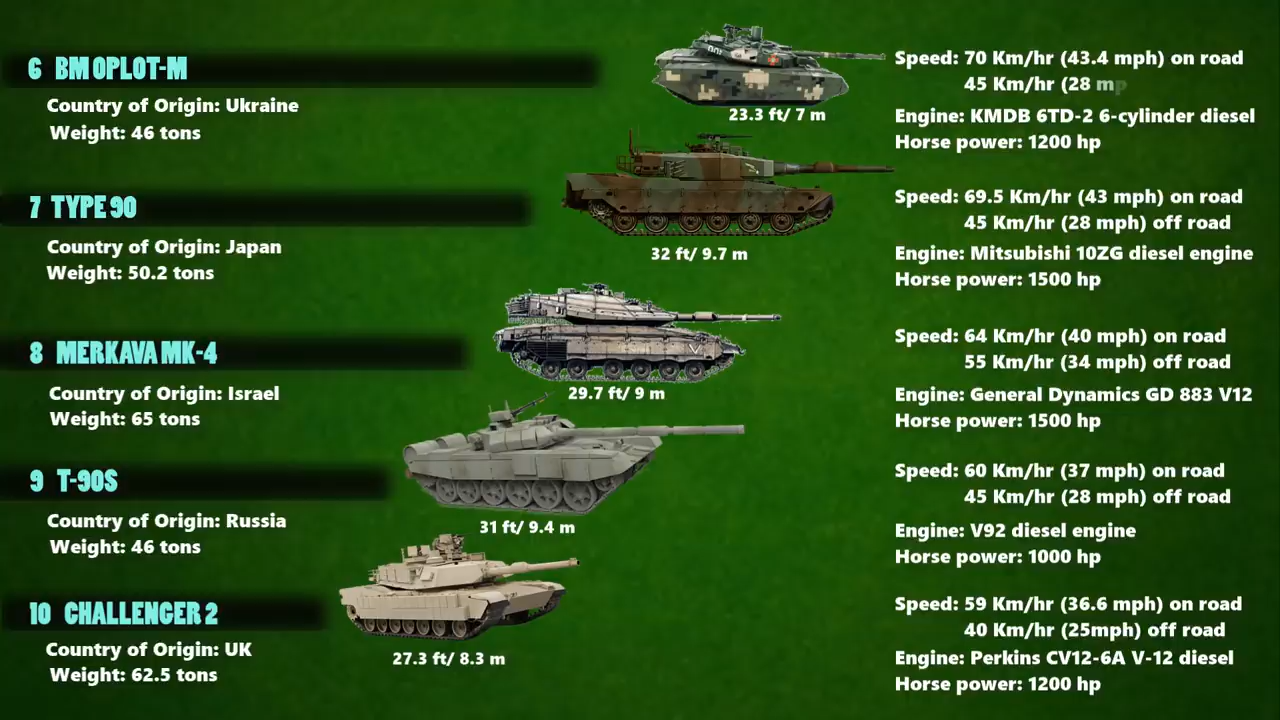 6 BM OPLOT-M
Country of Origin: Ukraine
Weight: 46 tons
23.3 ft/ 7 m
Speed: 70 Km/hr (43.4 mph) on road
45 Km/hr (28 mp
Engine: KMDB 6TD-2 6-cylinder diesel
Horse power: 1200 hp
7 TYPE 90
Country of Origin: Japan
Weight: 50.2 tons
32 ft/ 9.7 m
Speed: 69.5 Km/hr (43 mph) on road
45 Km/hr (28 mph) off road
Engine: Mitsubishi 10ZG diesel engine
Horse power: 1500 hp
8 MERKAVA MK-4
Country of Origin: Israel
Weight: 65 tons
29.7 ft/ 9 m
Speed: 64 Km/hr (40 mph) on road
55 Km/hr (34 mph) off road
Engine: General Dynamics GD 883 V12
Horse power: 1500 hp
9 T-90S
Country of Origin: Russia
Weight: 46 tons
31 ft/ 9.4 m
Speed: 60 Km/hr (37 mph) on road
45 Km/hr (28 mph) off road
Engine: V92 diesel engine
Horse power: 1000 hp
10 CHALLENGER 2
Country of Origin: UK
Weight: 62.5 tons
27.3 ft/ 8.3 m
Speed: 59 Km/hr (36.6 mph) on road
40 Km/hr (25mph) off road
Engine: Perkins CV12-6A V-12 diesel
Horse power: 1200 hp